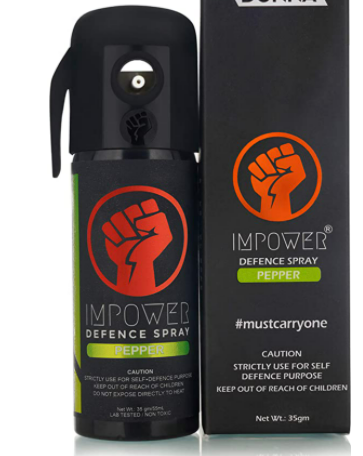 IMPOWER
DEFENCE SPRAY
PEPPER
CAUTION
STRICTLY USE FOR SELF-DEFENCE PURPOSE
KEEP OUT OF REACH OF CHILDREN
DO NOT EXPOSE DIRECTLY TO HEAT
LAB TESTED - NON TOXIC
IMPOWER®
DEFENCE SPRAY
PEPPER
#mustcarryone
CAUTION
STRICTLY USE FOR SELF
DEFENCE PURPOSE
KEEP OUT OF REACH OF CHILDREN
Net Wt.: 35gm